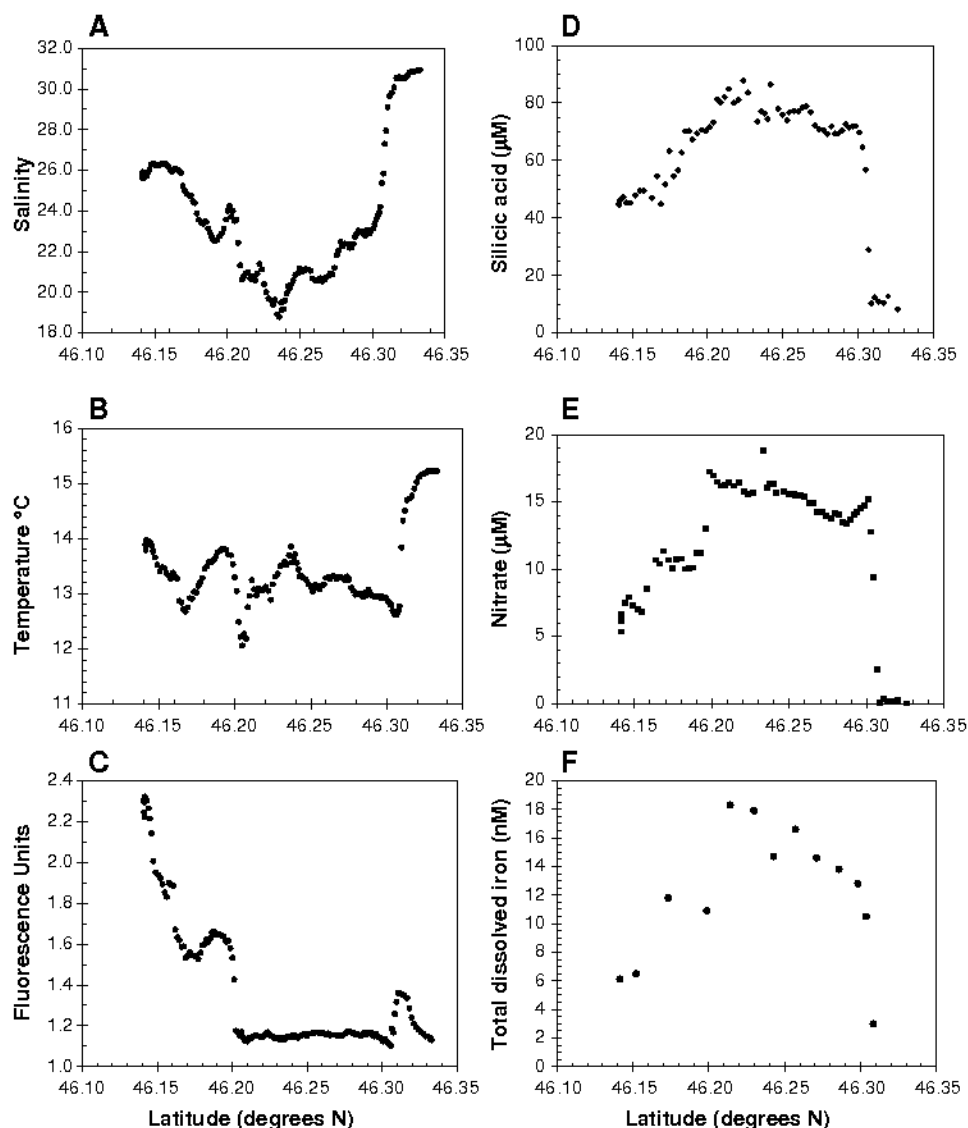 A
32.0
30.0
28.0
26.0
24.0
22.0
20.0
18.0
Salinity
46.10 46.15 46.20 46.25 46.30 46.35
D
100
80
60
40
20
0
Silicic acid (µM)
46.10 46.15 46.20 46.25 46.30 46.35
B
16
15
14
13
12
11
Temperature °C
46.10 46.15 46.20 46.25 46.30 46.35
E
20
15
10
5
0
Nitrate (µM)
46.10 46.15 46.20 46.25 46.30 46.35
C
2.4
2.2
2.0
1.8
1.6
1.4
1.2
1.0
Fluorescence Units
46.10 46.15 46.20 46.25 46.30 46.35
Latitude (degrees N)
F
20
18
16
14
12
10
8
6
4
2
0
Total dissolved iron (nM)
46.10 46.15 46.20 46.25 46.30 46.35
Latitude (degrees N)